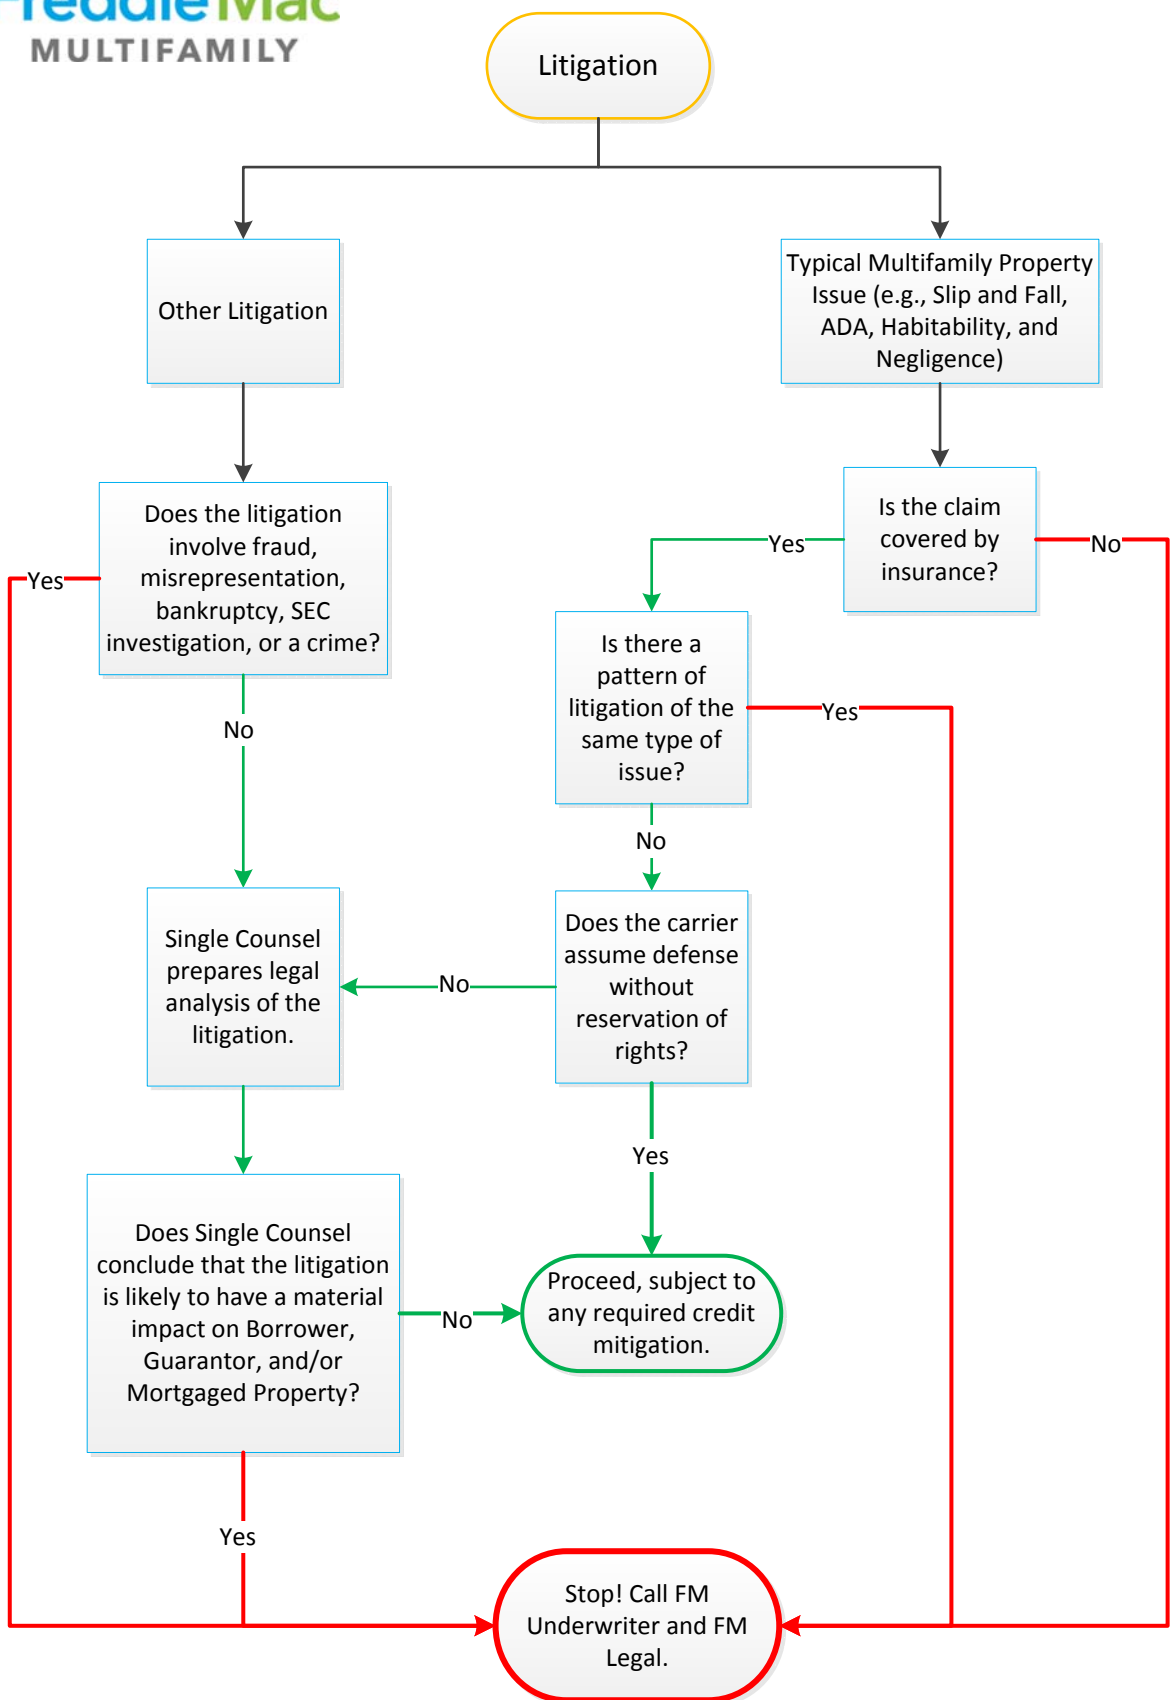 Freddie Mac
MULTIFAMILY
Litigation
Other Litigation
Typical Multifamily Property
Issue (e.g., Slip and Fall,
ADA, Habitability, and
Negligence)
Does the litigation
involve fraud,
misrepresentation,
bankruptcy, SEC
investigation, or a crime?
Yes
No
Is the claim
covered by
insurance?
Yes
No
Is there a
pattern of
litigation of the
same type of
issue?
Yes
No
Single Counsel
prepares legal
analysis of the
litigation.
Does the carrier
assume defense
without
reservation of
rights?
No
Yes
Does Single Counsel
conclude that the litigation
is likely to have a material
impact on Borrower,
Guarantor, and/or
Mortgaged Property?
No
Yes
Proceed, subject to
any required credit
mitigation.
Stop! Call FM
Underwriter and FM
Legal.